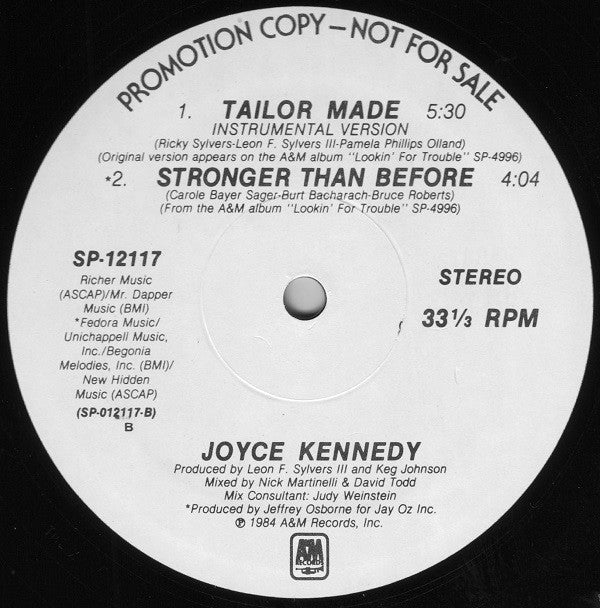 PROMOTION COPY – NOT FOR SALE
1. TAILOR MADE 5:30
INSTRUMENTAL VERSION
(Ricky Sylvers-Leon F. Sylvers III-Pamela Phillips Olland)
(Original version appears on the A&M album "Lookin' For Trouble" SP-4996)
*2. STRONGER THAN BEFORE 4:04
(Carole Bayer Sager-Burt Bacharach-Bruce Roberts)
(From the A&M album "Lookin' For Trouble" SP-4996)
SP-12117
Richer Music
(ASCAP)/Mr. Dapper
Music (BMI)
*Fedora Music/
Unichappell Music,
Inc./Begonia
Melodies, Inc. (BMI)/
New Hidden
Music (ASCAP)
(SP-012117-B)
B
STEREO
33 1/3 RPM
JOYCE KENNEDY
Produced by Leon F. Sylvers III and Keg Johnson
Mixed by Nick Martinelli & David Todd
Mix Consultant: Judy Weinstein
*Produced by Jeffrey Osborne for Jay Oz Inc.
℗ 1984 A&M Records, Inc.
A&M
RECORDS